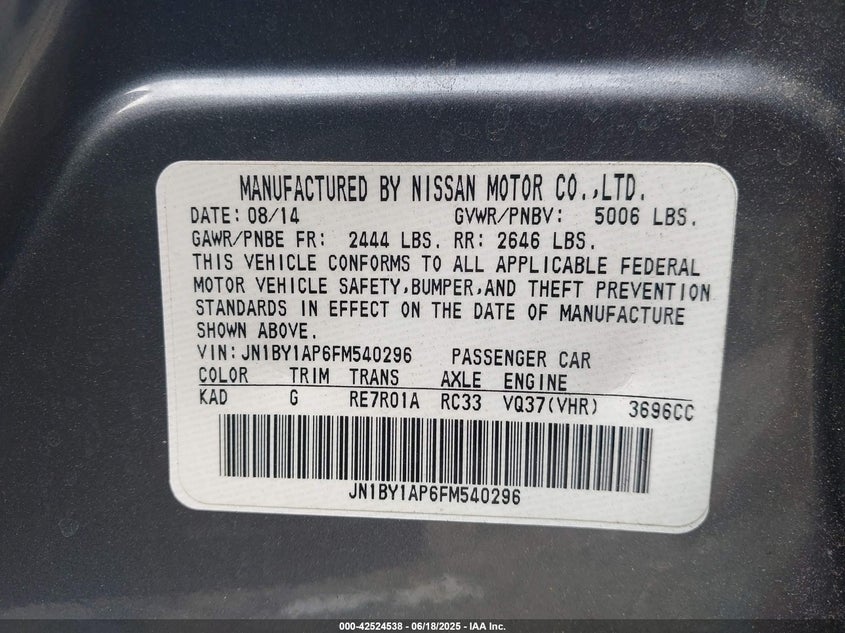 MANUFACTURED BY NISSAN MOTOR CO.,LTD.
DATE: 08/14 GVWR/PNBV: 5006 LBS.
GAWR/PNBE FR: 2444 LBS. RR: 2646 LBS.
THIS VEHICLE CONFORMS TO ALL APPLICABLE FEDERAL
MOTOR VEHICLE SAFETY,BUMPER,AND THEFT PREVENTION
STANDARDS IN EFFECT ON THE DATE OF MANUFACTURE
SHOWN ABOVE.
VIN: JN1BY1AP6FM540296 PASSENGER CAR
COLOR TRIM TRANS AXLE ENGINE
KAD G RE7R01A RC33 VQ37(VHR) 3696CC
JN1BY1AP6FM540296
000-42524538 - 06/18/2025 - IAA Inc.